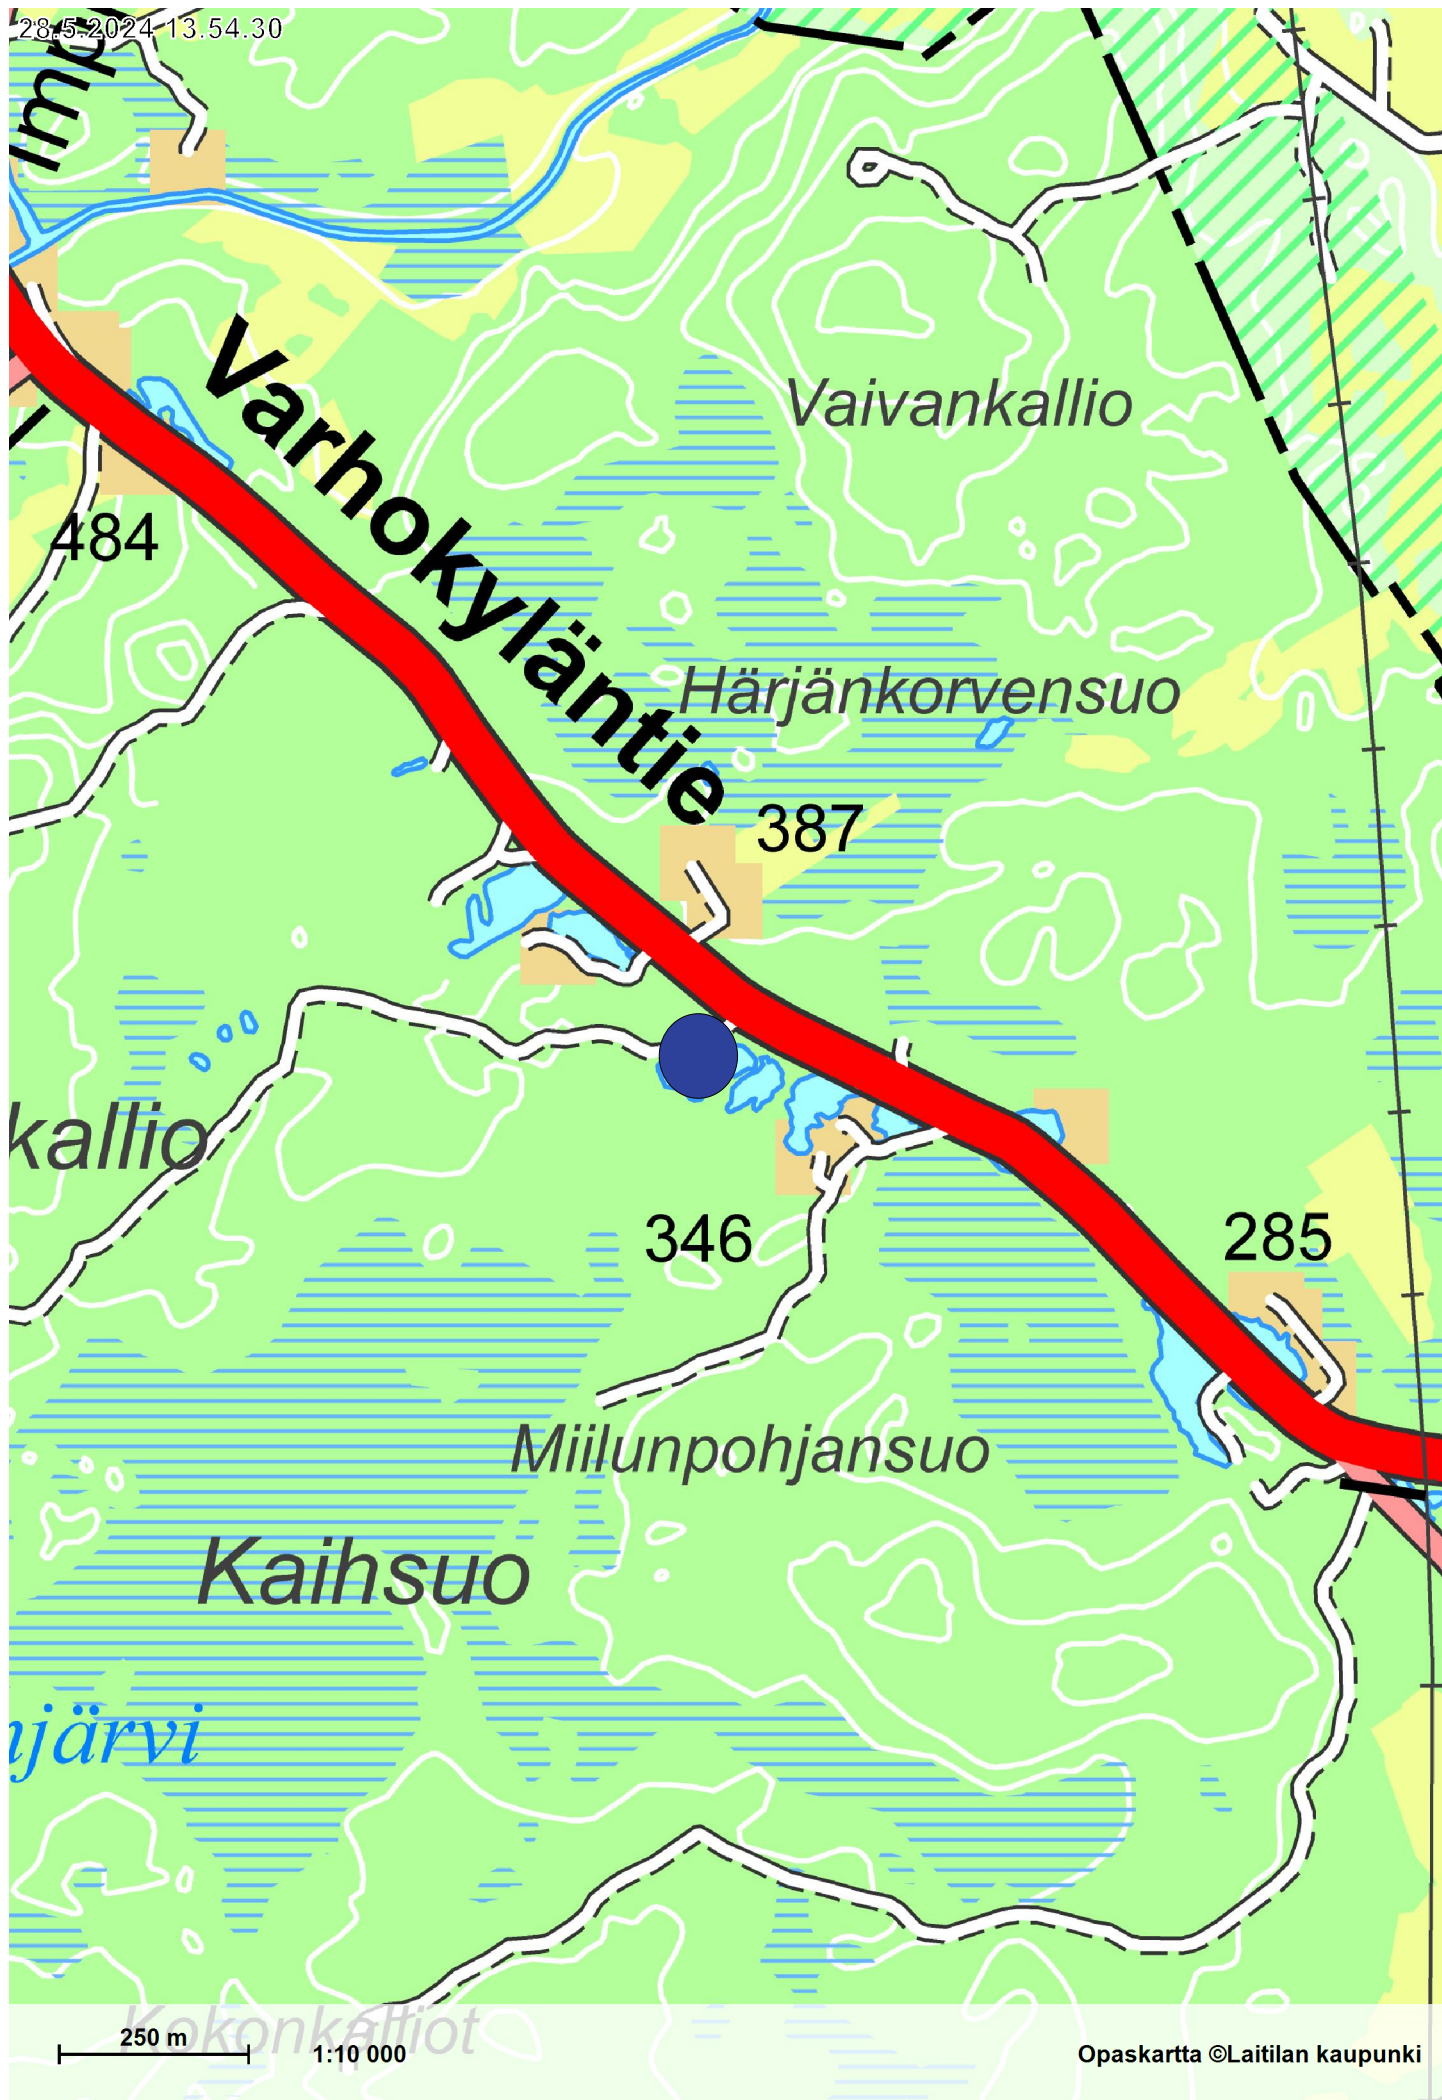 28.5.2024 13.54.30
Varhokyläntie
Vaivankallio
484
Härjänkorvensuo
387
kallio
346
285
Miilunpohjansuo
Kaihsuo
järvi
Kokonkalliot
250 m
1:10 000
Opaskartta ©Laitilan kaupunki